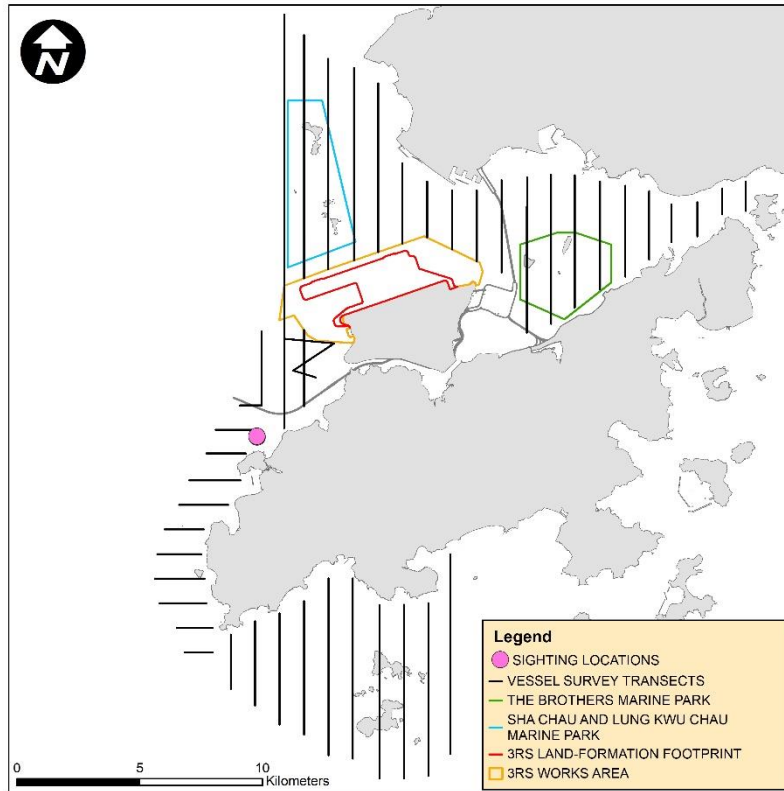 N
Legend
SIGHTING LOCATIONS
VESSEL SURVEY TRANSECTS
THE BROTHERS MARINE PARK
SHA CHAU AND LUNG KWU CHAU
MARINE PARK
3RS LAND-FORMATION FOOTPRINT
3RS WORKS AREA
0 5 10
Kilometers